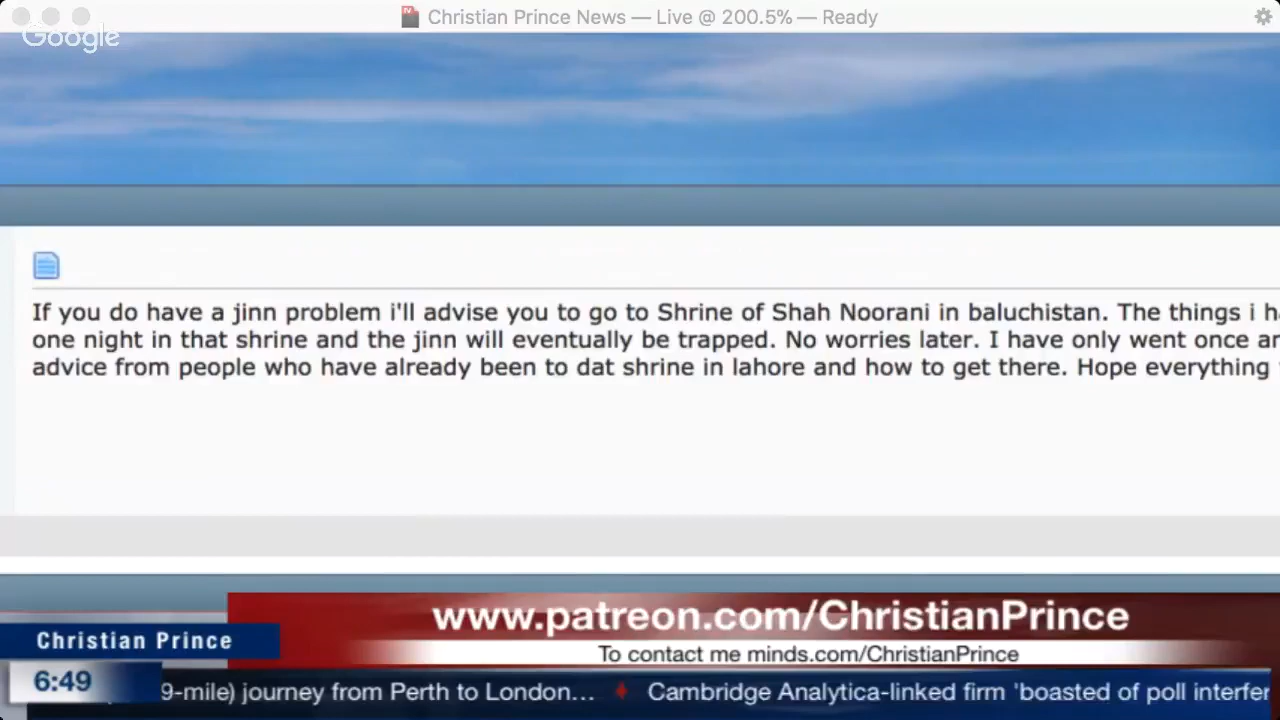 Christian Prince News — Live @ 200.5% — Ready
Google
If you do have a jinn problem i'll advise you to go to Shrine of Shah Noorani in baluchistan. The things i
one night in that shrine and the jinn will eventually be trapped. No worries later. I have only went once
advice from people who have already been to dat shrine in lahore and how to get there. Hope everything
www.patreon.com/ChristianPrince
Christian Prince
To contact me minds.com/ChristianPrince
6:49
9-mile) journey from Perth to London... ♦ Cambridge Analytica-linked firm 'boasted of poll interfer